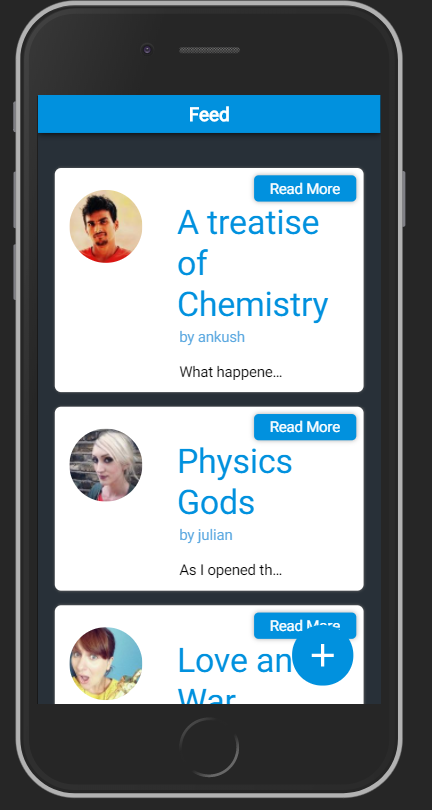 Feed
Read More
A treatise
of
Chemistry
by ankush
What happene...
Read More
Physics
Gods
by julian
As I opened th...
Read More
Love an
War